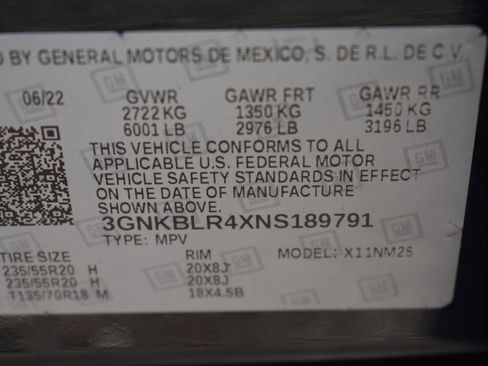 BY GENERAL MOTORS DE MEXICO, S. DE R.L. DE C.V.
06/22 GVWR GAWR FRT GAWR RR
2722 KG 1350 KG 1450 KG
6001 LB 2976 LB 3196 LB
THIS VEHICLE CONFORMS TO ALL
APPLICABLE U.S. FEDERAL MOTOR
VEHICLE SAFETY STANDARDS IN EFFECT
ON THE DATE OF MANUFACTURE
SHOWN ABOVE.
3GNKBLR4XNS189791
TYPE: MPV MODEL: X11NM26
TIRE SIZE RIM
235/55R20 H 20X8J
235/55R20 H 20X8J
T135/70R18 M 18X4.5B